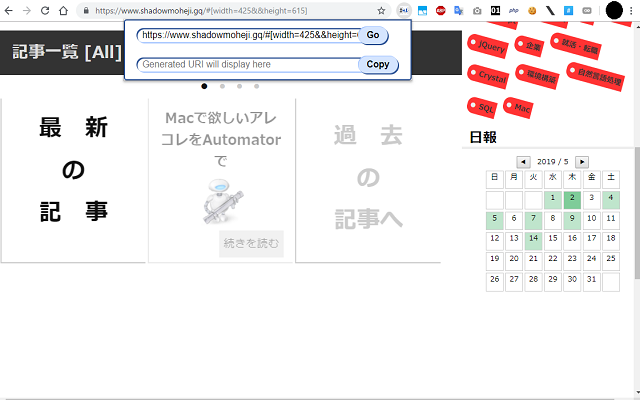 https://www.shadowmoheji.gq/#[width=425&&height=615]
https://www.shadowmoheji.gq/#[width=425&&height=6
Go
Generated URI will display here
Copy
記事一覧 [All]
最 新
の
記 事
Macで欲しいアレ
コレをAutomator
で
続きを読む
過 去
の
記事へ
jQuery
企業
就活・転職
Crystal
環境構築
自然言語処理
SQL
Mac
日報
2019 / 5
日 月 火 水 木 金 土
1 2 3 4
5 6 7 8 9 10 11
12 13 14 15 16 17 18
19 20 21 22 23 24 25
26 27 28 29 30 31